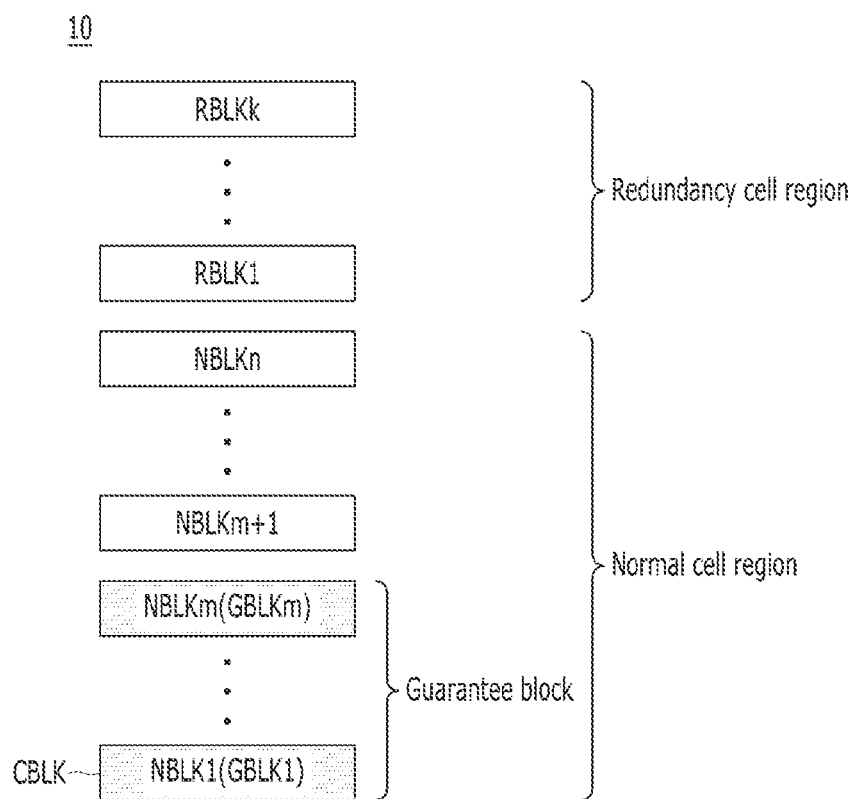 10
RBLKk
Redundancy cell region
RBLK1
NBLKn
NBLKm+1
Normal cell region
NBLKm(GBLKm)
Guarantee block
CBLK
NBLK1(GBLK1)